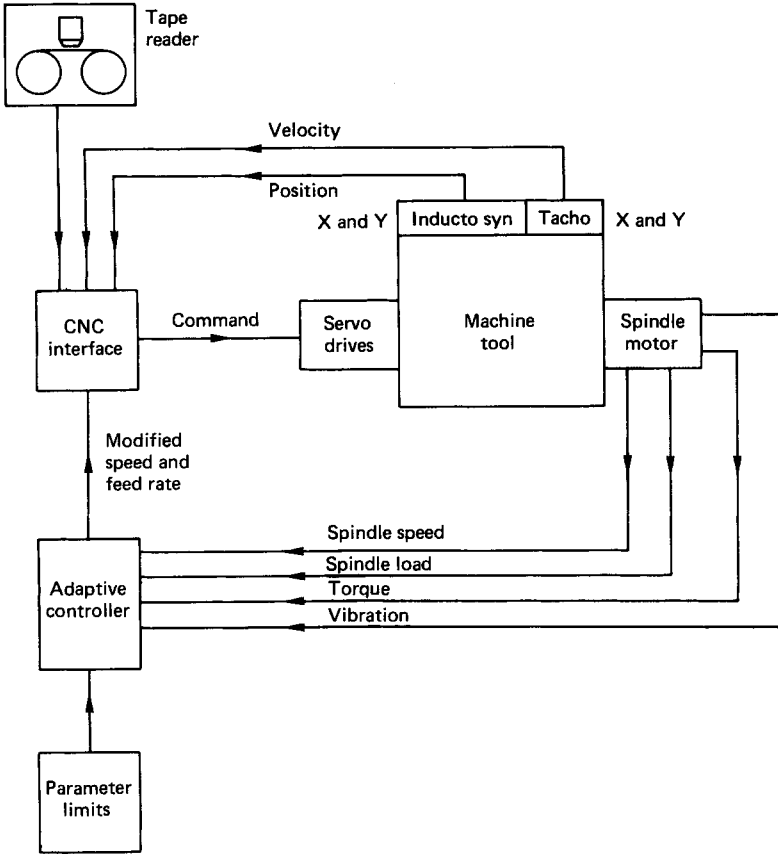 Tape
reader
Velocity
Position
X and Y
Inducto syn
Tacho
X and Y
CNC
interface
Command
Servo
drives
Machine
tool
Spindle
motor
Modified
speed and
feed rate
Spindle speed
Spindle load
Torque
Vibration
Adaptive
controller
Parameter
limits